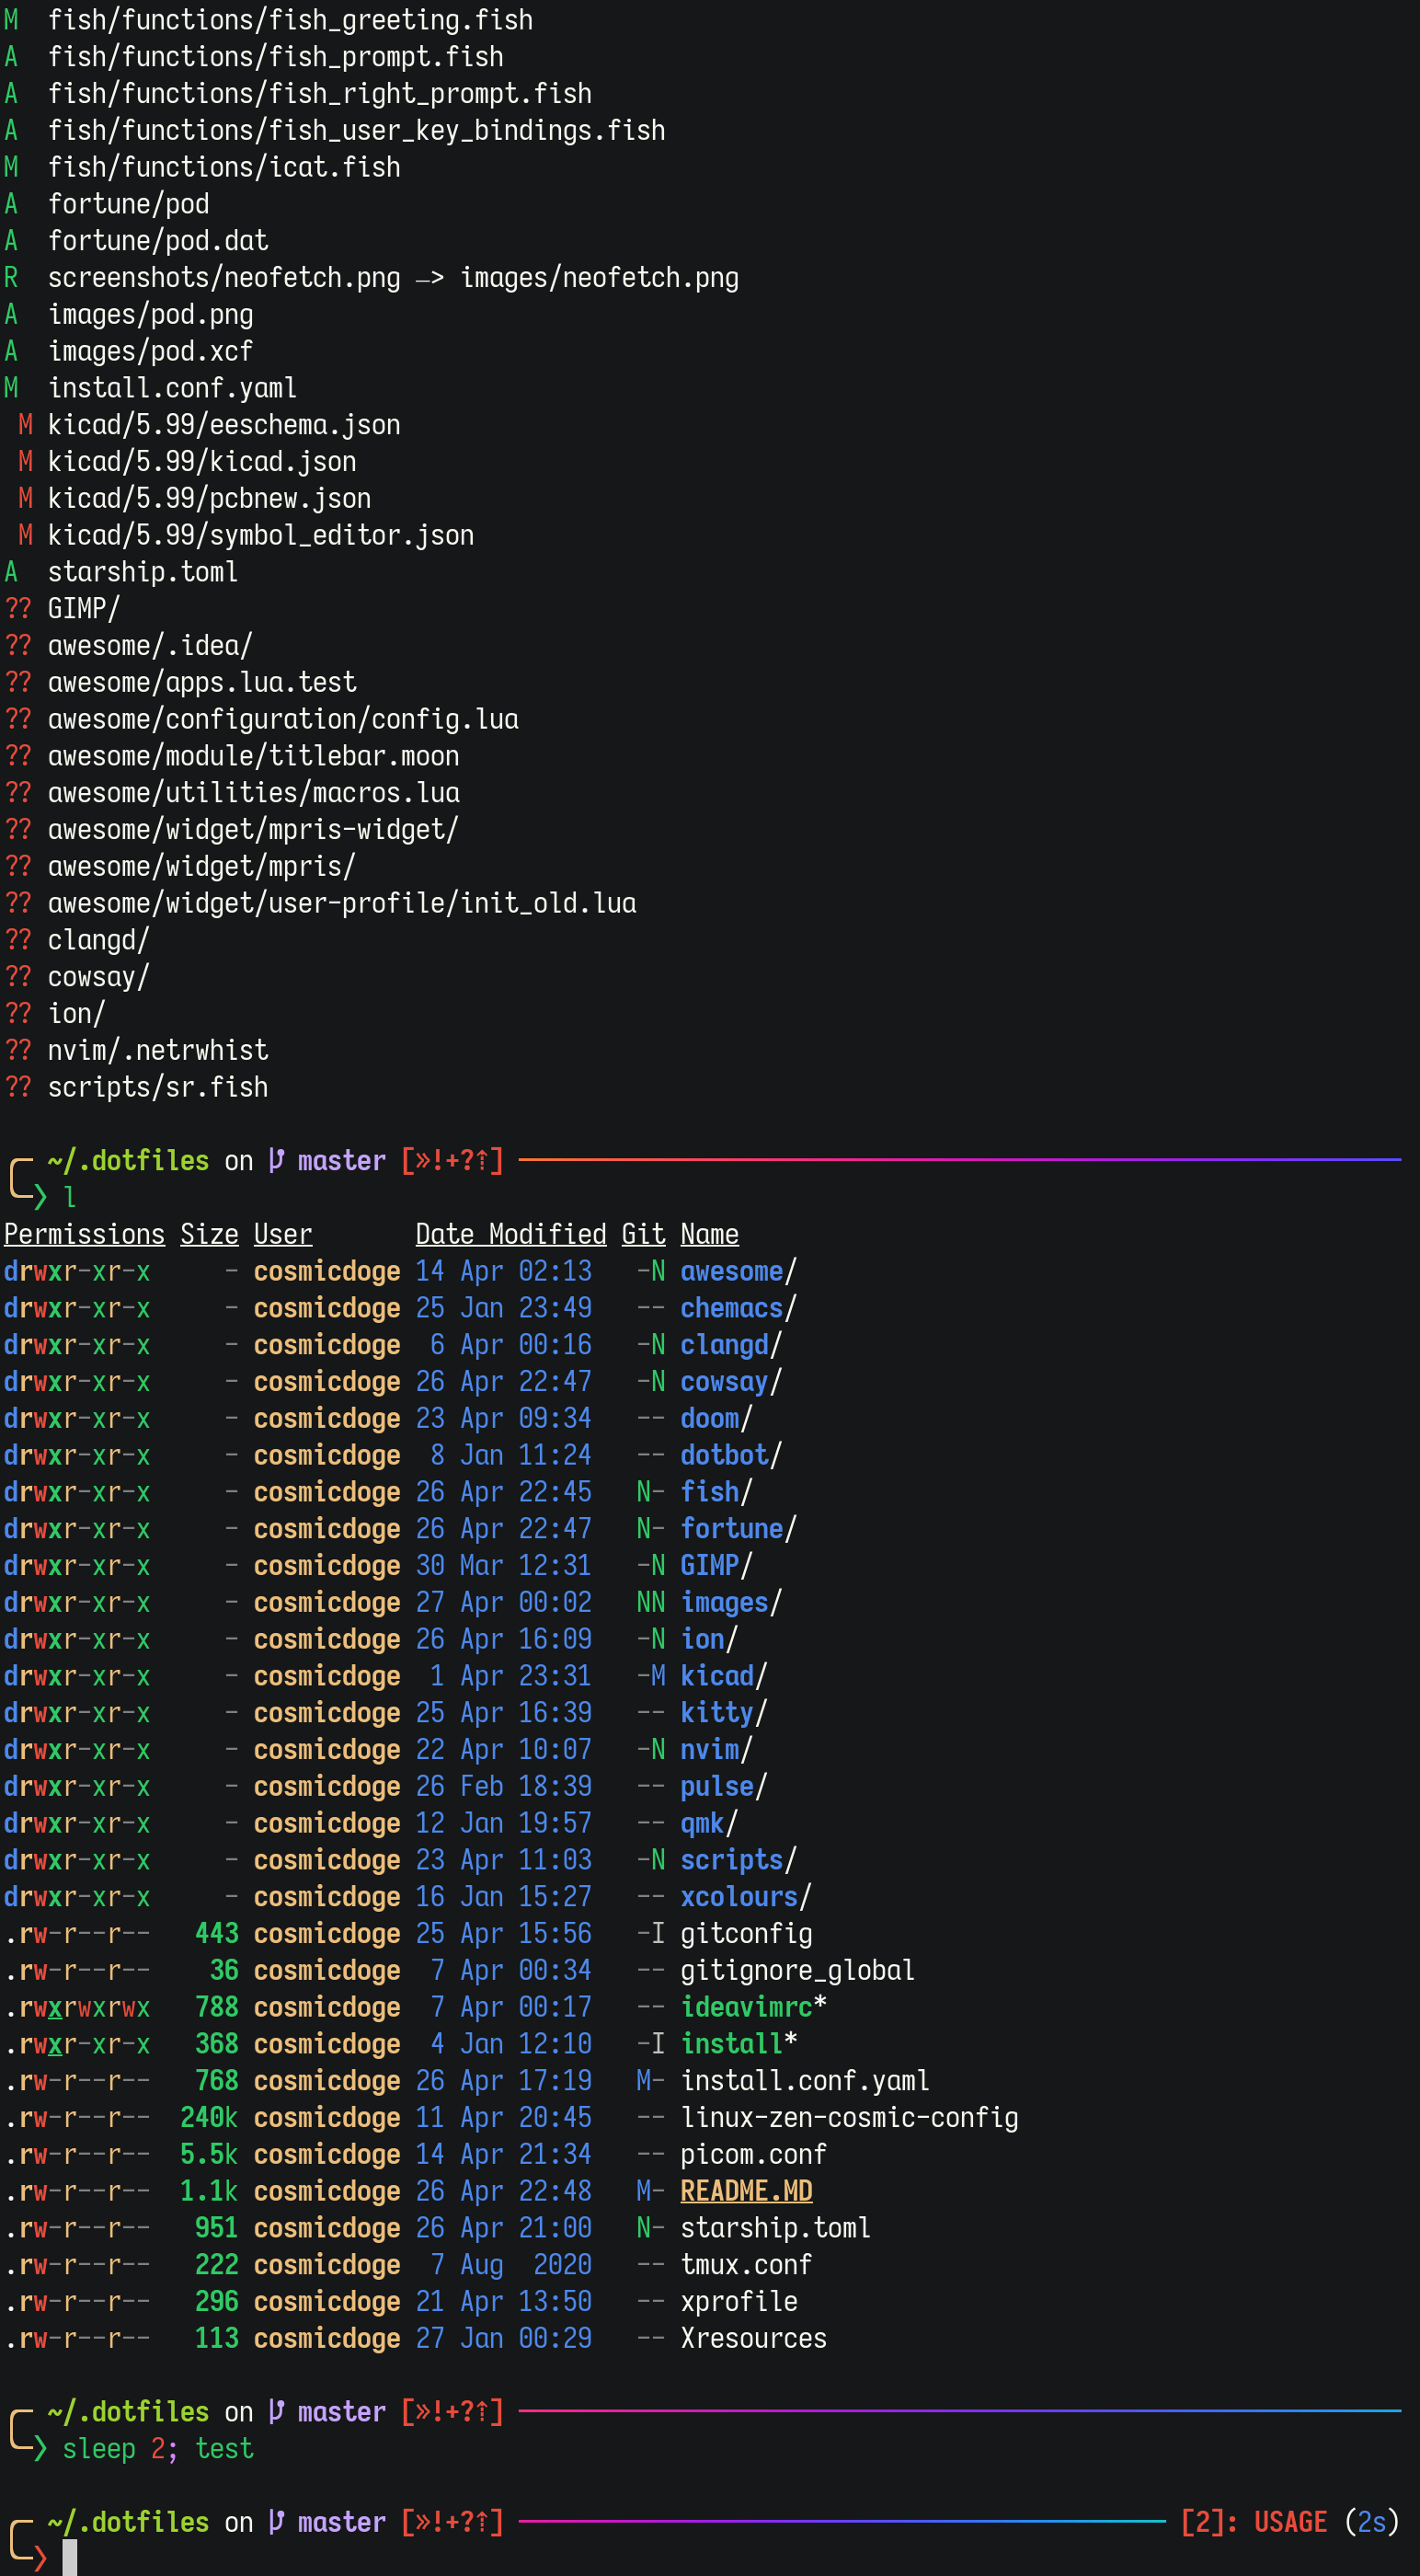 M  fish/functions/fish_greeting.fish
A  fish/functions/fish_prompt.fish
A  fish/functions/fish_right_prompt.fish
A  fish/functions/fish_user_key_bindings.fish
M  fish/functions/icat.fish
A  fortune/pod
A  fortune/pod.dat
R  screenshots/neofetch.png -> images/neofetch.png
A  images/pod.png
A  images/pod.xcf
M  install.conf.yaml
 M kicad/5.99/eeschema.json
 M kicad/5.99/kicad.json
 M kicad/5.99/pcbnew.json
 M kicad/5.99/symbol_editor.json
A  starship.toml
?? GIMP/
?? awesome/.idea/
?? awesome/apps.lua.test
?? awesome/configuration/config.lua
?? awesome/module/titlebar.moon
?? awesome/utilities/macros.lua
?? awesome/widget/mpris-widget/
?? awesome/widget/mpris/
?? awesome/widget/user-profile/init_old.lua
?? clangd/
?? cowsay/
?? ion/
?? nvim/.netrwhist
?? scripts/sr.fish
~/.dotfiles on master [»!+?⇡]
❯ l
Permissions Size User       Date Modified Git Name
drwxr-xr-x     - cosmicdoge 14 Apr 02:13   -N awesome/
drwxr-xr-x     - cosmicdoge 25 Jan 23:49   -- chemacs/
drwxr-xr-x     - cosmicdoge  6 Apr 00:16   -N clangd/
drwxr-xr-x     - cosmicdoge 26 Apr 22:47   -N cowsay/
drwxr-xr-x     - cosmicdoge 23 Apr 09:34   -- doom/
drwxr-xr-x     - cosmicdoge  8 Jan 11:24   -- dotbot/
drwxr-xr-x     - cosmicdoge 26 Apr 22:45   N- fish/
drwxr-xr-x     - cosmicdoge 26 Apr 22:47   N- fortune/
drwxr-xr-x     - cosmicdoge 30 Mar 12:31   -N GIMP/
drwxr-xr-x     - cosmicdoge 27 Apr 00:02   NN images/
drwxr-xr-x     - cosmicdoge 26 Apr 16:09   -N ion/
drwxr-xr-x     - cosmicdoge  1 Apr 23:31   -M kicad/
drwxr-xr-x     - cosmicdoge 25 Apr 16:39   -- kitty/
drwxr-xr-x     - cosmicdoge 22 Apr 10:07   -N nvim/
drwxr-xr-x     - cosmicdoge 26 Feb 18:39   -- pulse/
drwxr-xr-x     - cosmicdoge 12 Jan 19:57   -- qmk/
drwxr-xr-x     - cosmicdoge 23 Apr 11:03   -N scripts/
drwxr-xr-x     - cosmicdoge 16 Jan 15:27   -- xcolours/
.rw-r--r--   443 cosmicdoge 25 Apr 15:56   -I gitconfig
.rw-r--r--    36 cosmicdoge  7 Apr 00:34   -- gitignore_global
.rwxrwxrwx   788 cosmicdoge  7 Apr 00:17   -- ideavimrc*
.rwxr-xr-x   368 cosmicdoge  4 Jan 12:10   -I install*
.rw-r--r--   768 cosmicdoge 26 Apr 17:19   M- install.conf.yaml
.rw-r--r--  240k cosmicdoge 11 Apr 20:45   -- linux-zen-cosmic-config
.rw-r--r--  5.5k cosmicdoge 14 Apr 21:34   -- picom.conf
.rw-r--r--  1.1k cosmicdoge 26 Apr 22:48   M- README.MD
.rw-r--r--   951 cosmicdoge 26 Apr 21:00   N- starship.toml
.rw-r--r--   222 cosmicdoge  7 Aug  2020   -- tmux.conf
.rw-r--r--   296 cosmicdoge 21 Apr 13:50   -- xprofile
.rw-r--r--   113 cosmicdoge 27 Jan 00:29   -- Xresources
~/.dotfiles on master [»!+?⇡]
❯ sleep 2; test
~/.dotfiles on master [»!+?⇡] [2]: USAGE (2s)
❯